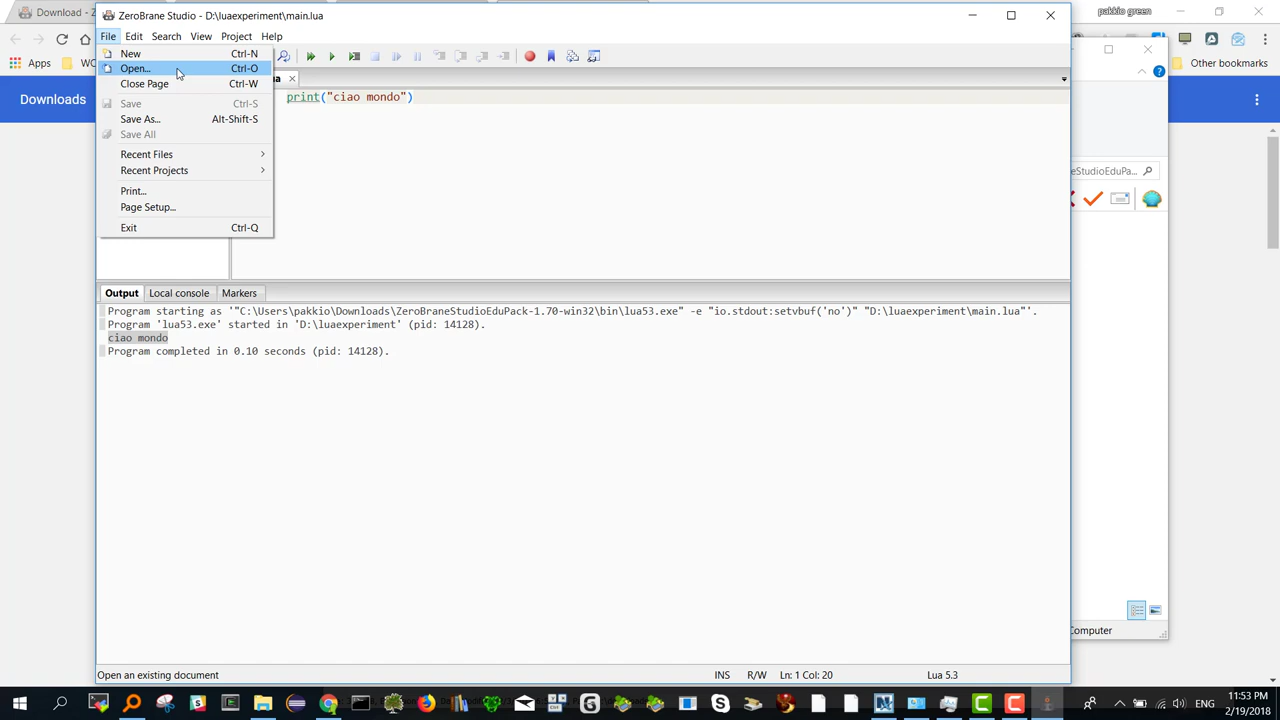 Download -
ZeroBrane Studio - D:\luaexperiment\main.lua
pakkio green
File Edit Search View Project Help
Apps
Other bookmarks
New Ctrl-N
Open... Ctrl-O
Close Page Ctrl-W
Save Ctrl-S
Save As... Alt-Shift-S
Save All
Recent Files
Recent Projects
Print...
Page Setup...
Exit Ctrl-Q
Downloads
print("ciao mondo")
eStudioEduPa...
Output Local console Markers
Program starting as '"C:\Users\pakkio\Downloads\ZeroBraneStudioEduPack-1.70-win32\bin\lua53.exe" -e "io.stdout:setvbuf('no')" "D:\luaexperiment\main.lua"'.
Program 'lua53.exe' started in 'D:\luaexperiment' (pid: 14128).
ciao mondo
Program completed in 0.10 seconds (pid: 14128).
Computer
Open an existing document INS R/W Ln: 1 Col: 20 Lua 5.3
ENG
11:53 PM
2/19/2018